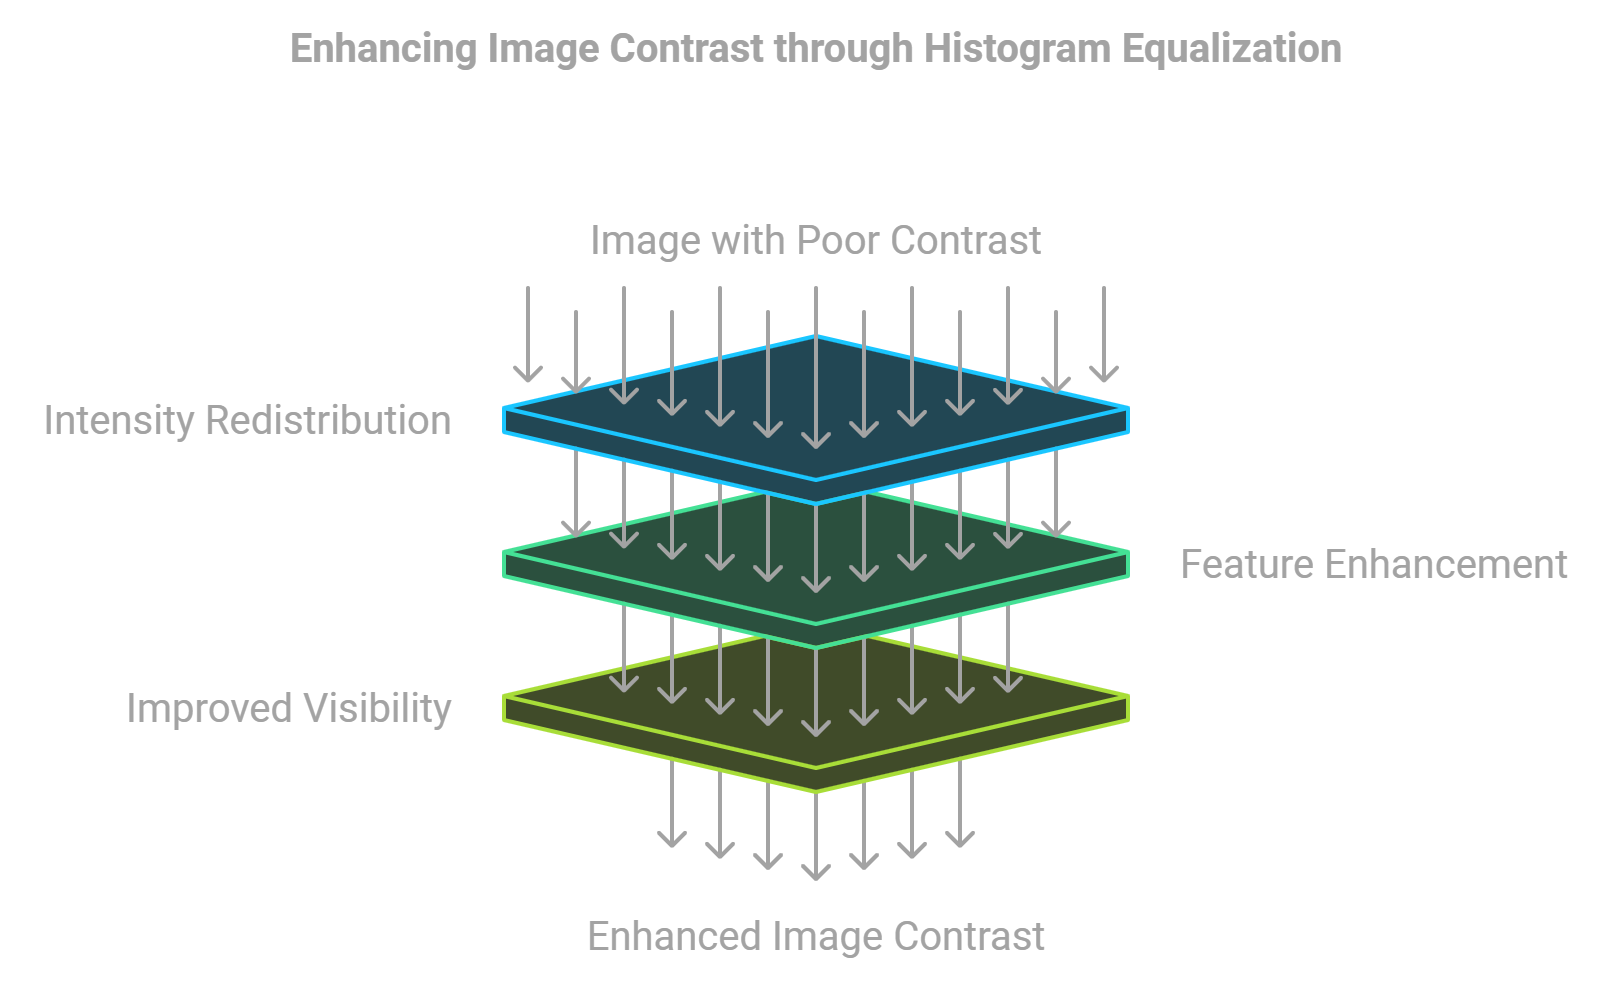 Enhancing Image Contrast through Histogram Equalization
Image with Poor Contrast
Intensity Redistribution
Feature Enhancement
Improved Visibility
Enhanced Image Contrast